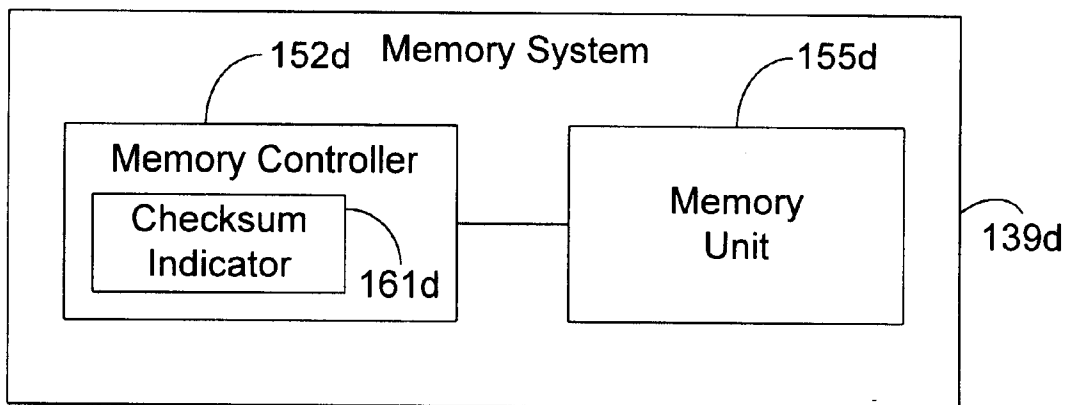 152d
Memory System
155d
Memory Controller
Checksum
Indicator
161d
Memory
Unit
139d